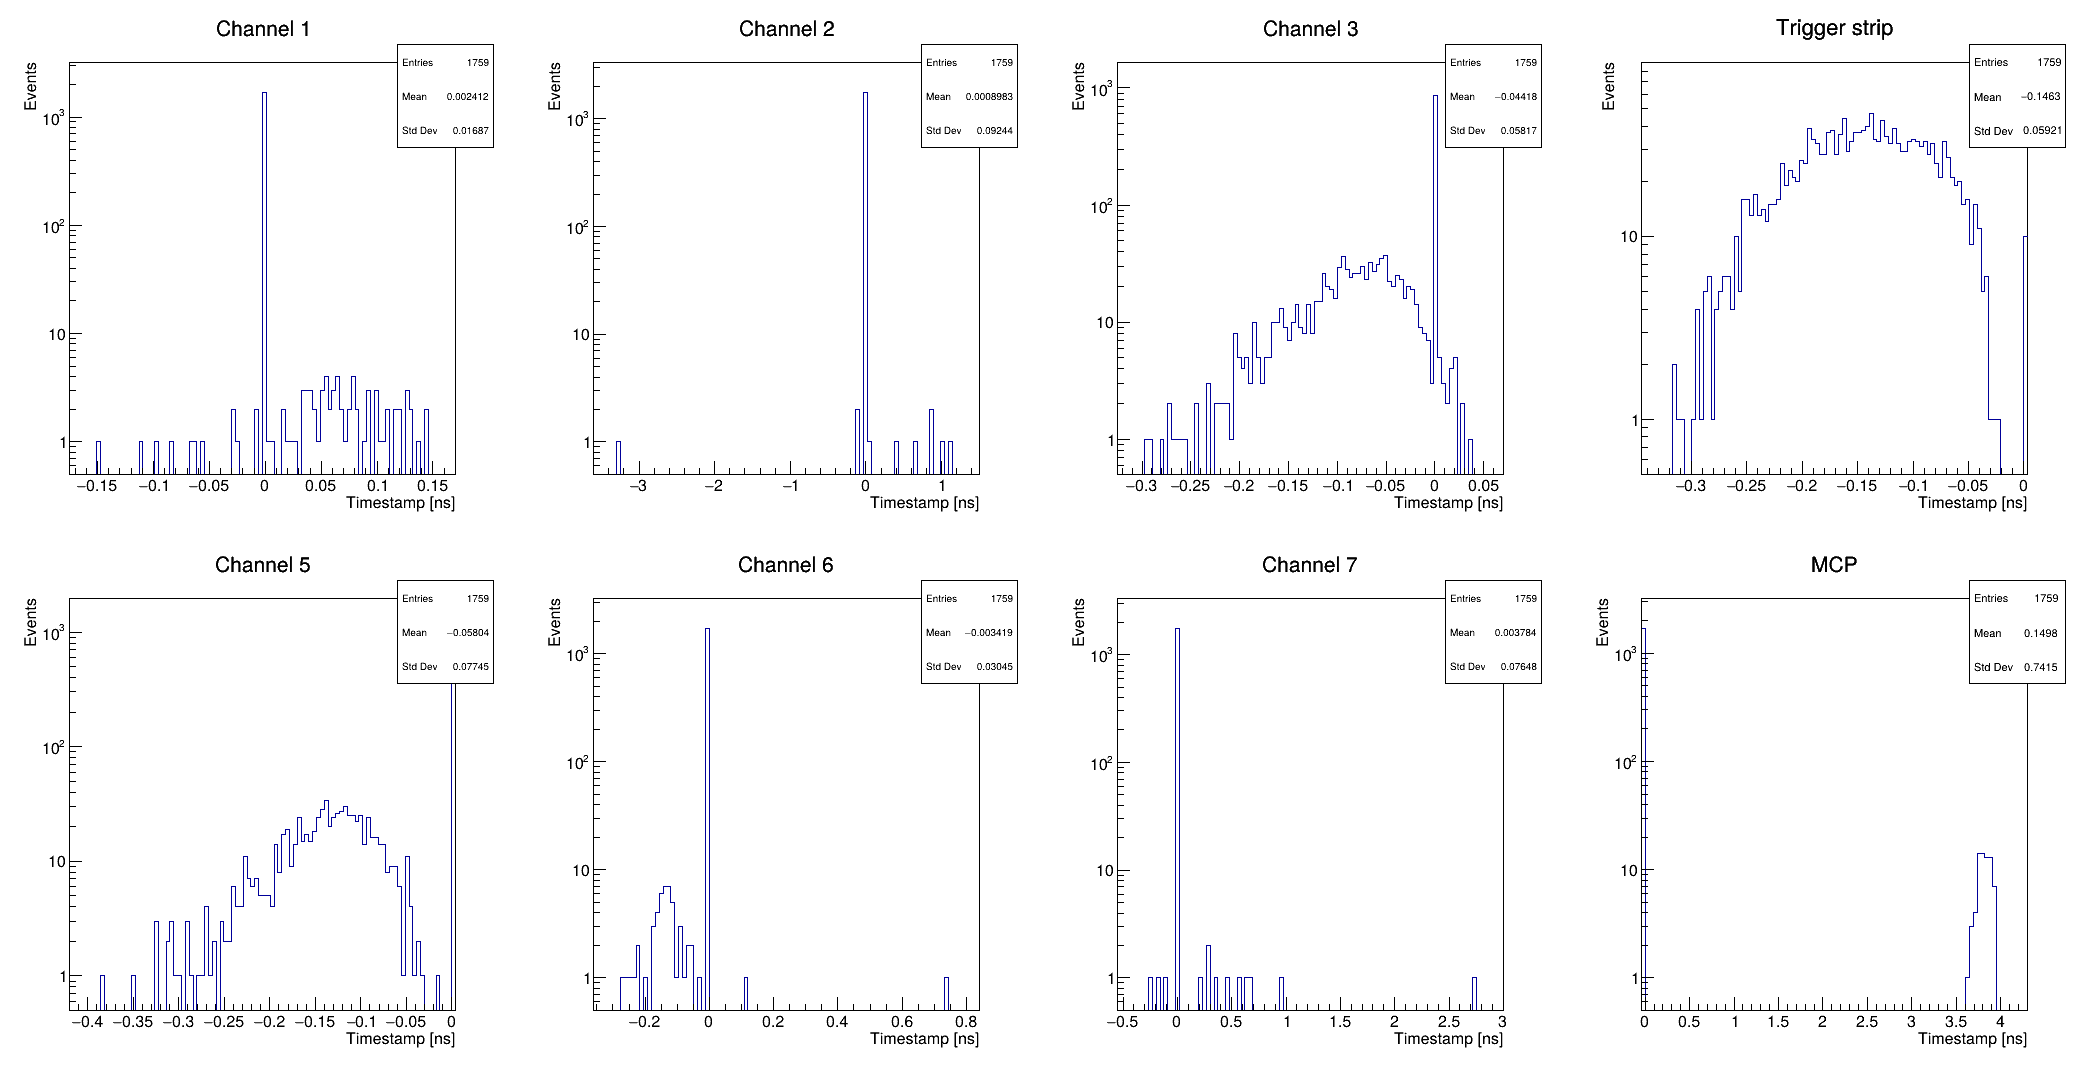 Channel 1
Events
Entries 1759
Mean 0.002412
Std Dev 0.01687
10³
10²
10
1
−0.15 −0.1 −0.05 0 0.05 0.1 0.15
Timestamp [ns]
Channel 2
Events
Entries 1759
Mean 0.0008983
Std Dev 0.09244
10³
10²
10
1
−3 −2 −1 0 1
Timestamp [ns]
Channel 3
Events
Entries 1759
Mean −0.04418
Std Dev 0.05817
10³
10²
10
1
−0.3 −0.25 −0.2 −0.15 −0.1 −0.05 0 0.05
Timestamp [ns]
Trigger strip
Events
Entries 1759
Mean −0.1463
Std Dev 0.05921
10
1
−0.3 −0.25 −0.2 −0.15 −0.1 −0.05 0
Timestamp [ns]
Channel 5
Events
Entries 1759
Mean −0.05804
Std Dev 0.07745
10³
10²
10
1
−0.4 −0.35 −0.3 −0.25 −0.2 −0.15 −0.1 −0.05 0
Timestamp [ns]
Channel 6
Events
Entries 1759
Mean −0.003419
Std Dev 0.03045
10³
10²
10
1
−0.2 0 0.2 0.4 0.6 0.8
Timestamp [ns]
Channel 7
Events
Entries 1759
Mean 0.003784
Std Dev 0.07648
10³
10²
10
1
−0.5 0 0.5 1 1.5 2 2.5 3
Timestamp [ns]
MCP
Events
Entries 1759
Mean 0.1498
Std Dev 0.7415
10³
10²
10
1
0 0.5 1 1.5 2 2.5 3 3.5 4
Timestamp [ns]